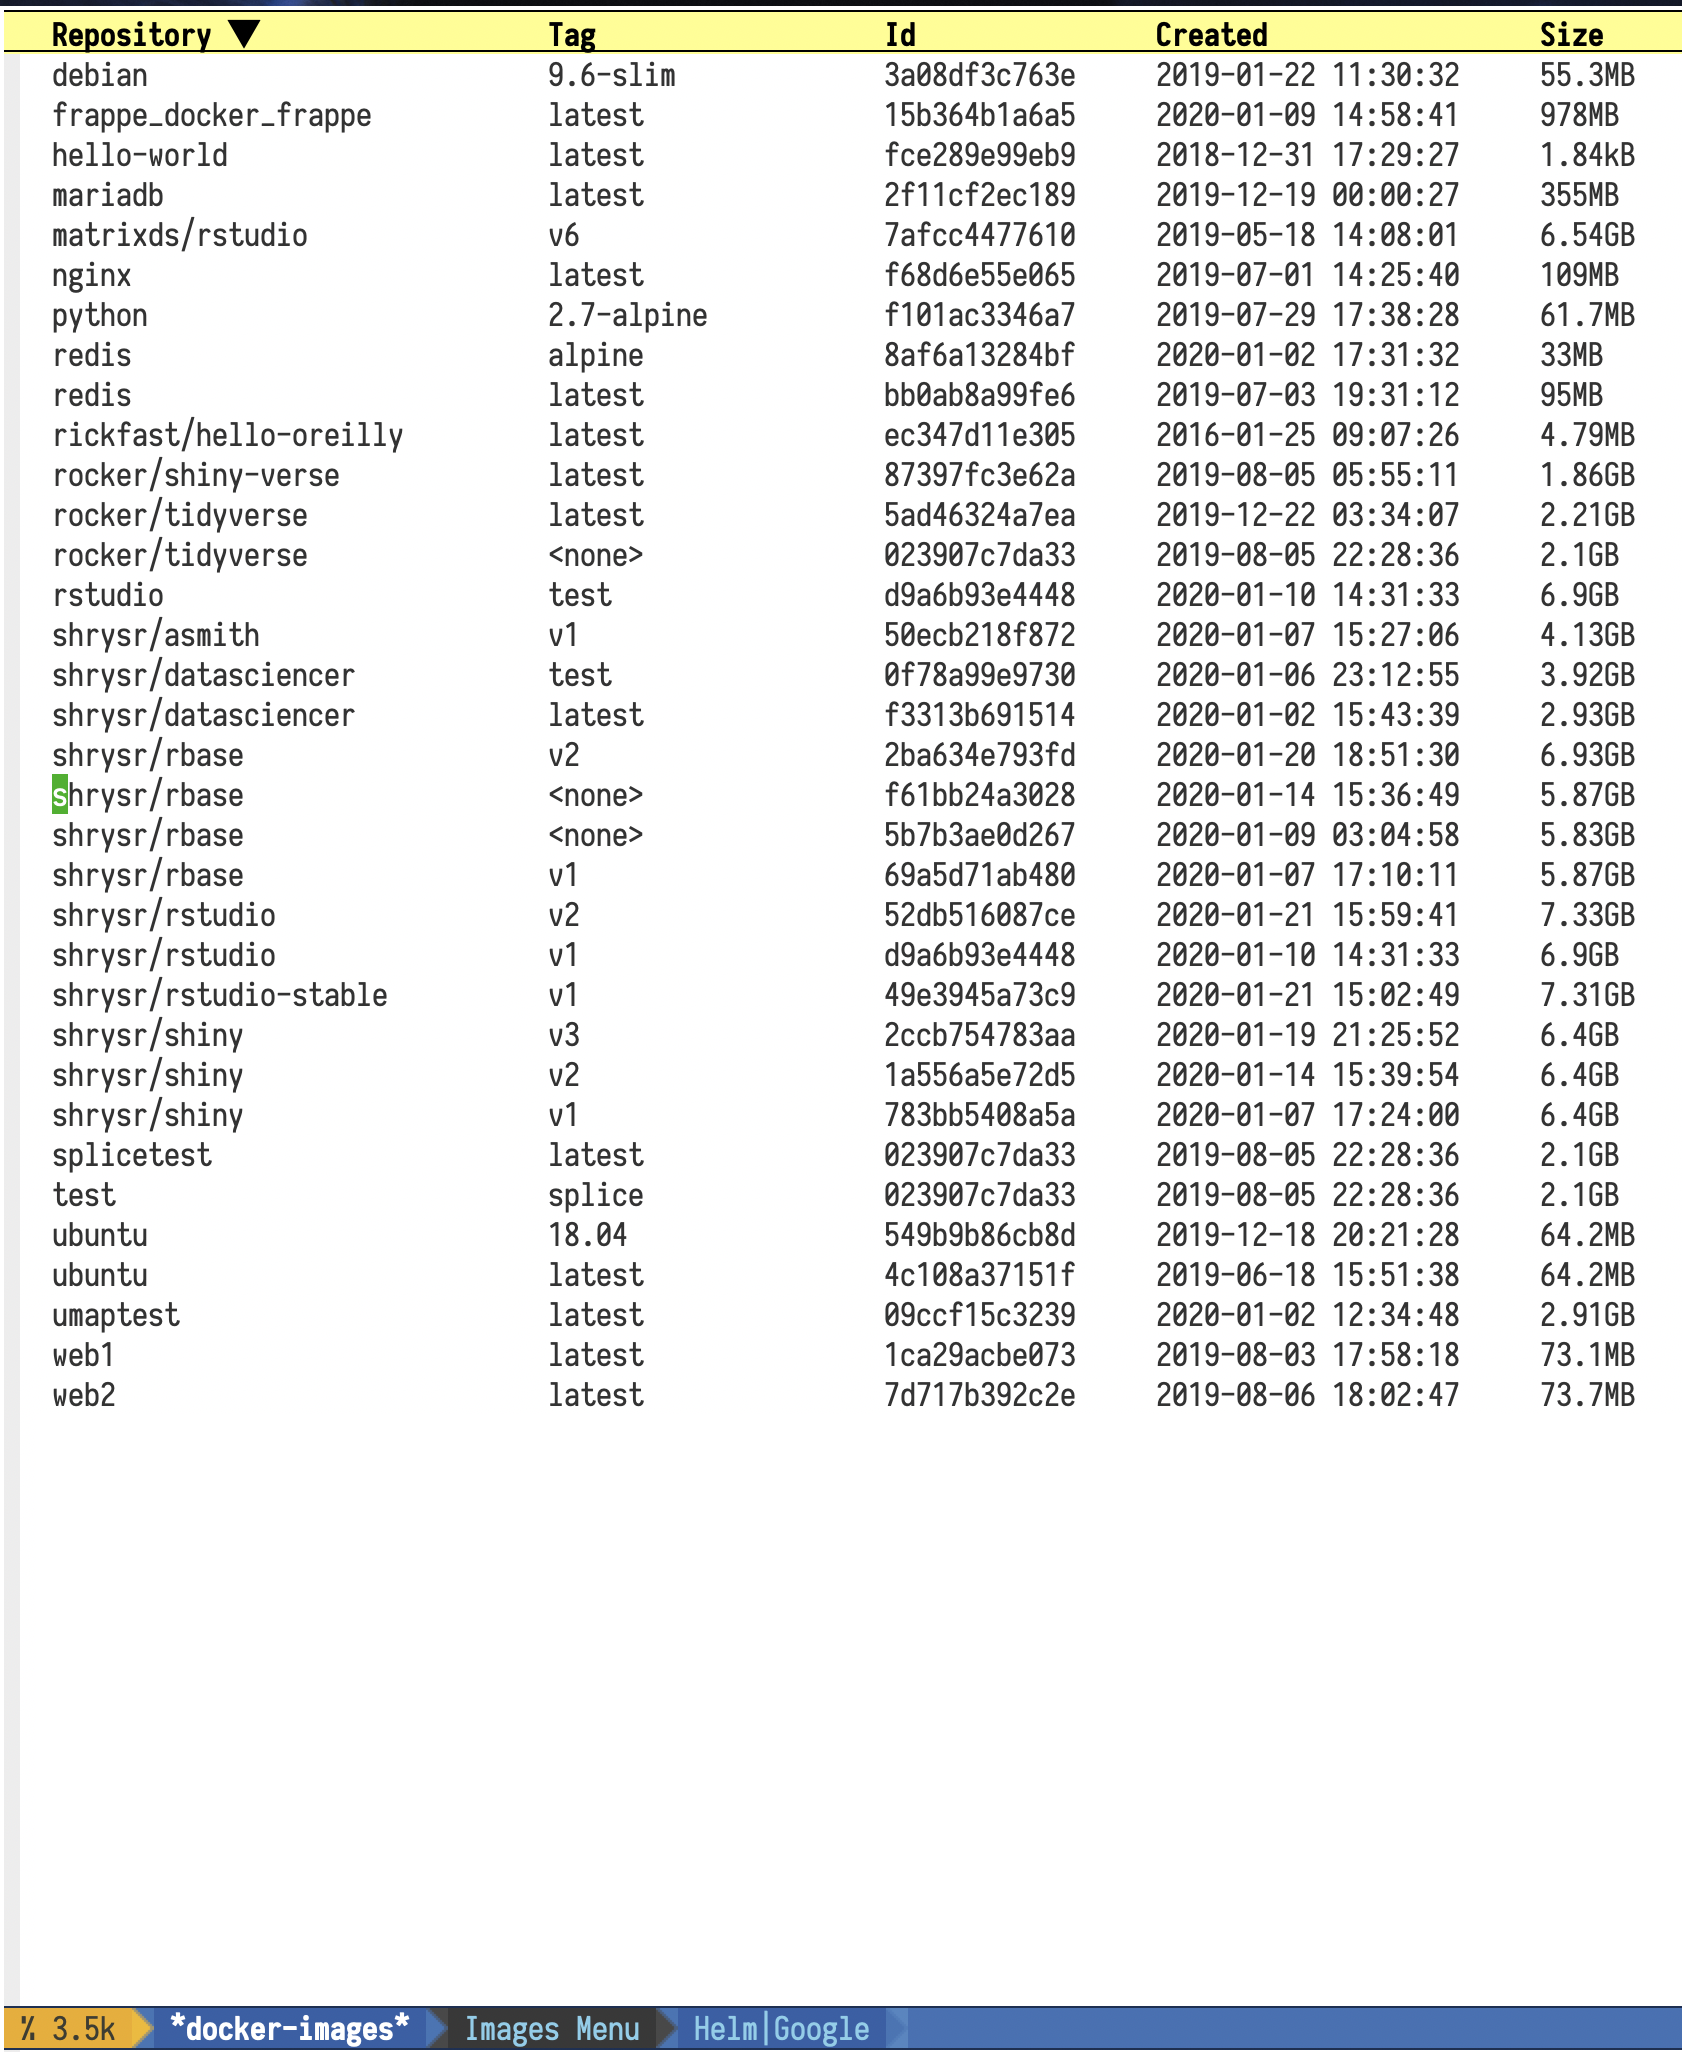 Repository ▼ Tag Id Created Size
debian 9.6-slim 3a08df3c763e 2019-01-22 11:30:32 55.3MB
frappe_docker_frappe latest 15b364b1a6a5 2020-01-09 14:58:41 978MB
hello-world latest fce289e99eb9 2018-12-31 17:29:27 1.84kB
mariadb latest 2f11cf2ec189 2019-12-19 00:00:27 355MB
matrixds/rstudio v6 7afcc4477610 2019-05-18 14:08:01 6.54GB
nginx latest f68d6e55e065 2019-07-01 14:25:40 109MB
python 2.7-alpine f101ac3346a7 2019-07-29 17:38:28 61.7MB
redis alpine 8af6a13284bf 2020-01-02 17:31:32 33MB
redis latest bb0ab8a99fe6 2019-07-03 19:31:12 95MB
rickfast/hello-oreilly latest ec347d11e305 2016-01-25 09:07:26 4.79MB
rocker/shiny-verse latest 87397fc3e62a 2019-08-05 05:55:11 1.86GB
rocker/tidyverse latest 5ad46324a7ea 2019-12-22 03:34:07 2.21GB
rocker/tidyverse <none> 023907c7da33 2019-08-05 22:28:36 2.1GB
rstudio test d9a6b93e4448 2020-01-10 14:31:33 6.9GB
shrysr/asmith v1 50ecb218f872 2020-01-07 15:27:06 4.13GB
shrysr/datasciencer test 0f78a99e9730 2020-01-06 23:12:55 3.92GB
shrysr/datasciencer latest f3313b691514 2020-01-02 15:43:39 2.93GB
shrysr/rbase v2 2ba634e793fd 2020-01-20 18:51:30 6.93GB
shrysr/rbase <none> f61bb24a3028 2020-01-14 15:36:49 5.87GB
shrysr/rbase <none> 5b7b3ae0d267 2020-01-09 03:04:58 5.83GB
shrysr/rbase v1 69a5d71ab480 2020-01-07 17:10:11 5.87GB
shrysr/rstudio v2 52db516087ce 2020-01-21 15:59:41 7.33GB
shrysr/rstudio v1 d9a6b93e4448 2020-01-10 14:31:33 6.9GB
shrysr/rstudio-stable v1 49e3945a73c9 2020-01-21 15:02:49 7.31GB
shrysr/shiny v3 2ccb754783aa 2020-01-19 21:25:52 6.4GB
shrysr/shiny v2 1a556a5e72d5 2020-01-14 15:39:54 6.4GB
shrysr/shiny v1 783bb5408a5a 2020-01-07 17:24:00 6.4GB
splicetest latest 023907c7da33 2019-08-05 22:28:36 2.1GB
test splice 023907c7da33 2019-08-05 22:28:36 2.1GB
ubuntu 18.04 549b9b86cb8d 2019-12-18 20:21:28 64.2MB
ubuntu latest 4c108a37151f 2019-06-18 15:51:38 64.2MB
umaptest latest 09ccf15c3239 2020-01-02 12:34:48 2.91GB
web1 latest 1ca29acbe073 2019-08-03 17:58:18 73.1MB
web2 latest 7d717b392c2e 2019-08-06 18:02:47 73.7MB
% 3.5k *docker-images* Images Menu Helm|Google